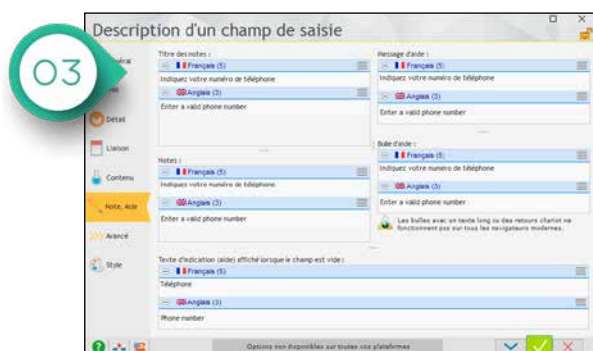 Description d'un champ de saisie
03
Détail
Liaison
Contenu
Note, Aide
Avancé
Style
Titre des notes :
Français (5)
Indiquez votre numéro de téléphone
Anglais (3)
Enter a valid phone number
Notes :
Français (5)
Indiquez votre numéro de téléphone
Anglais (3)
Enter a valid phone number
Message d'aide :
Français (5)
Indiquez votre numéro de téléphone
Anglais (3)
Enter a valid phone number
Bulle d'aide :
Français (5)
Indiquez votre numéro de téléphone
Anglais (3)
Enter a valid phone number
Les bulles avec un texte long ou des retours chariot ne
fonctionnent pas sur tous les navigateurs modernes.
Texte d'indication (aide) affiché lorsque le champ est vide :
Français (5)
Téléphone
Anglais (3)
Phone number
Options non disponibles sur toutes vos plateformes